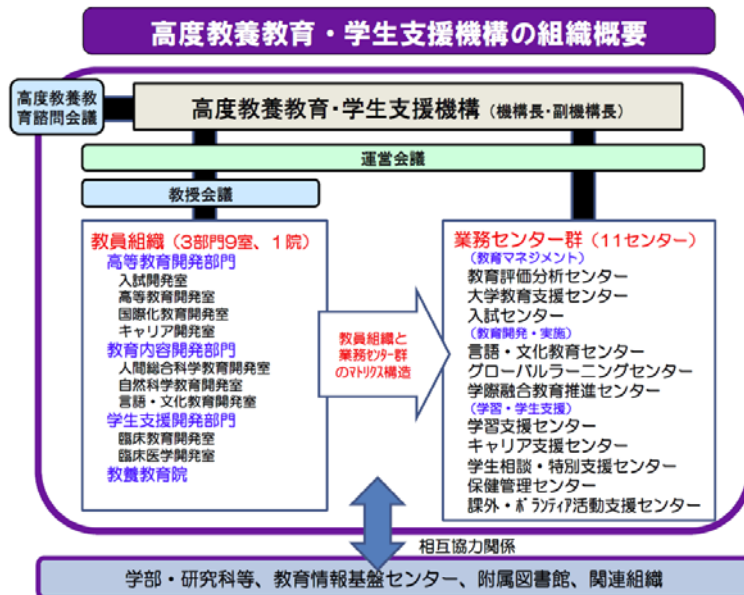 高度教養教育・学生支援機構の組織概要
高度教養教
育諮問会議
高度教養教育・学生支援機構（機構長・副機構長）
運営会議
教授会議
教員組織（3部門9室、1院）
高等教育開発部門
入試開発室
高等教育開発室
国際化教育開発室
キャリア開発室
教育内容開発部門
人間総合科学教育開発室
自然科学教育開発室
言語・文化教育開発室
学生支援開発部門
臨床教育開発室
臨床医学開発室
教養教育院
教員組織と
業務センター群
のマトリクス構造
業務センター群（11センター）
（教育マネジメント）
教育評価分析センター
大学教育支援センター
入試センター
（教育開発・実施）
言語・文化教育センター
グローバルラーニングセンター
学際融合教育推進センター
（学習・学生支援）
学習支援センター
キャリア支援センター
学生相談・特別支援センター
保健管理センター
課外・ボランティア活動支援センター
相互協力関係
学部・研究科等、教育情報基盤センター、附属図書館、関連組織